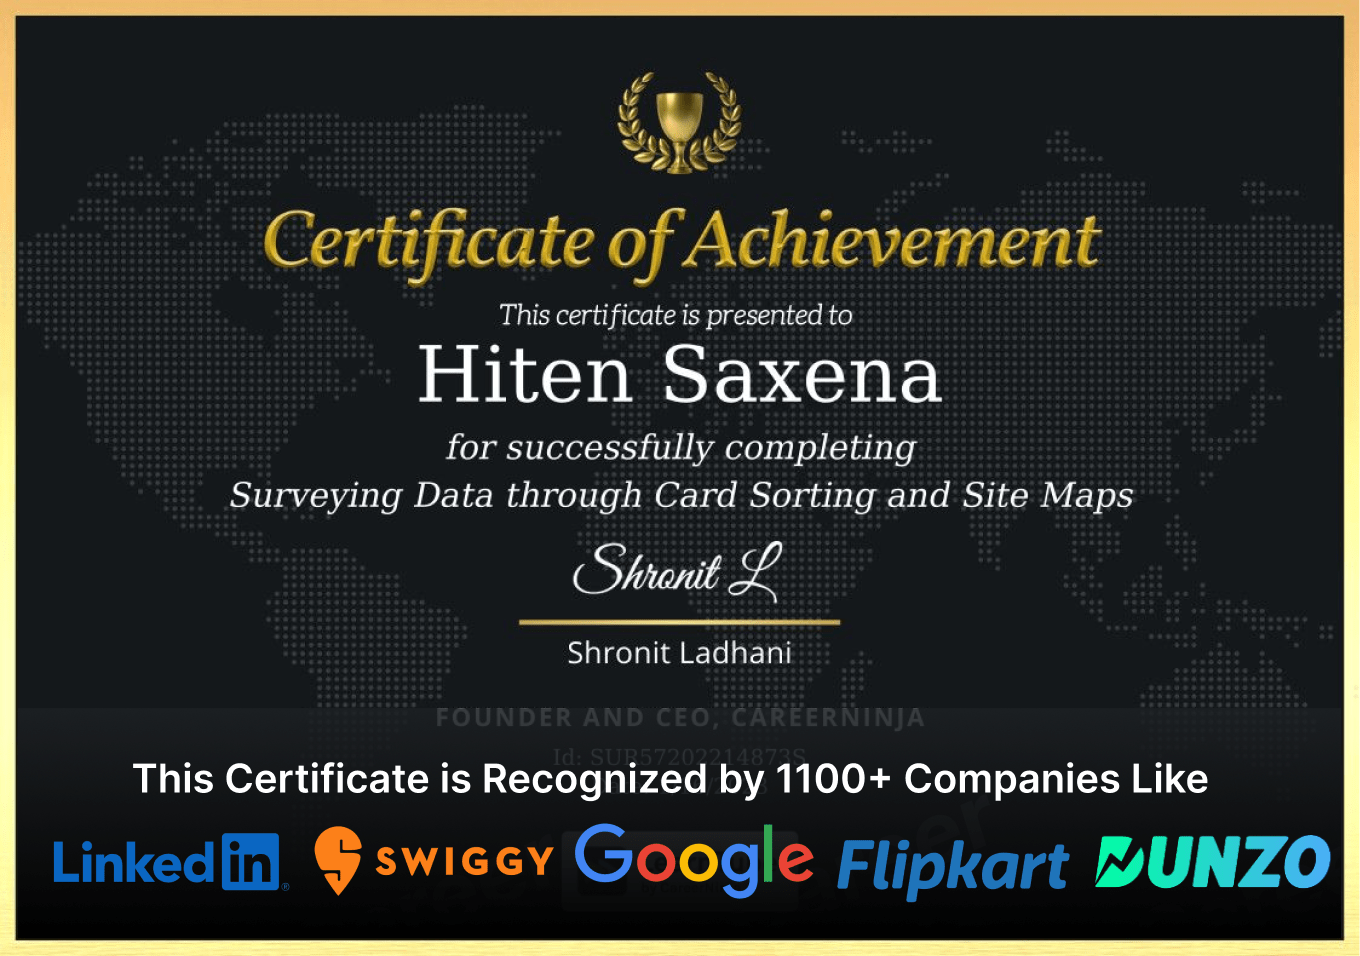 Certificate of Achievement
This certificate is presented to
Hiten Saxena
for successfully completing
Surveying Data through Card Sorting and Site Maps
Shronit L
Shronit Ladhani
FOUNDER AND CEO, CAREERNINJA
Id: SUR57202214873S
This Certificate is Recognized by 1100+ Companies Like
Linkedin SWIGGY Google Flipkart DUNZO